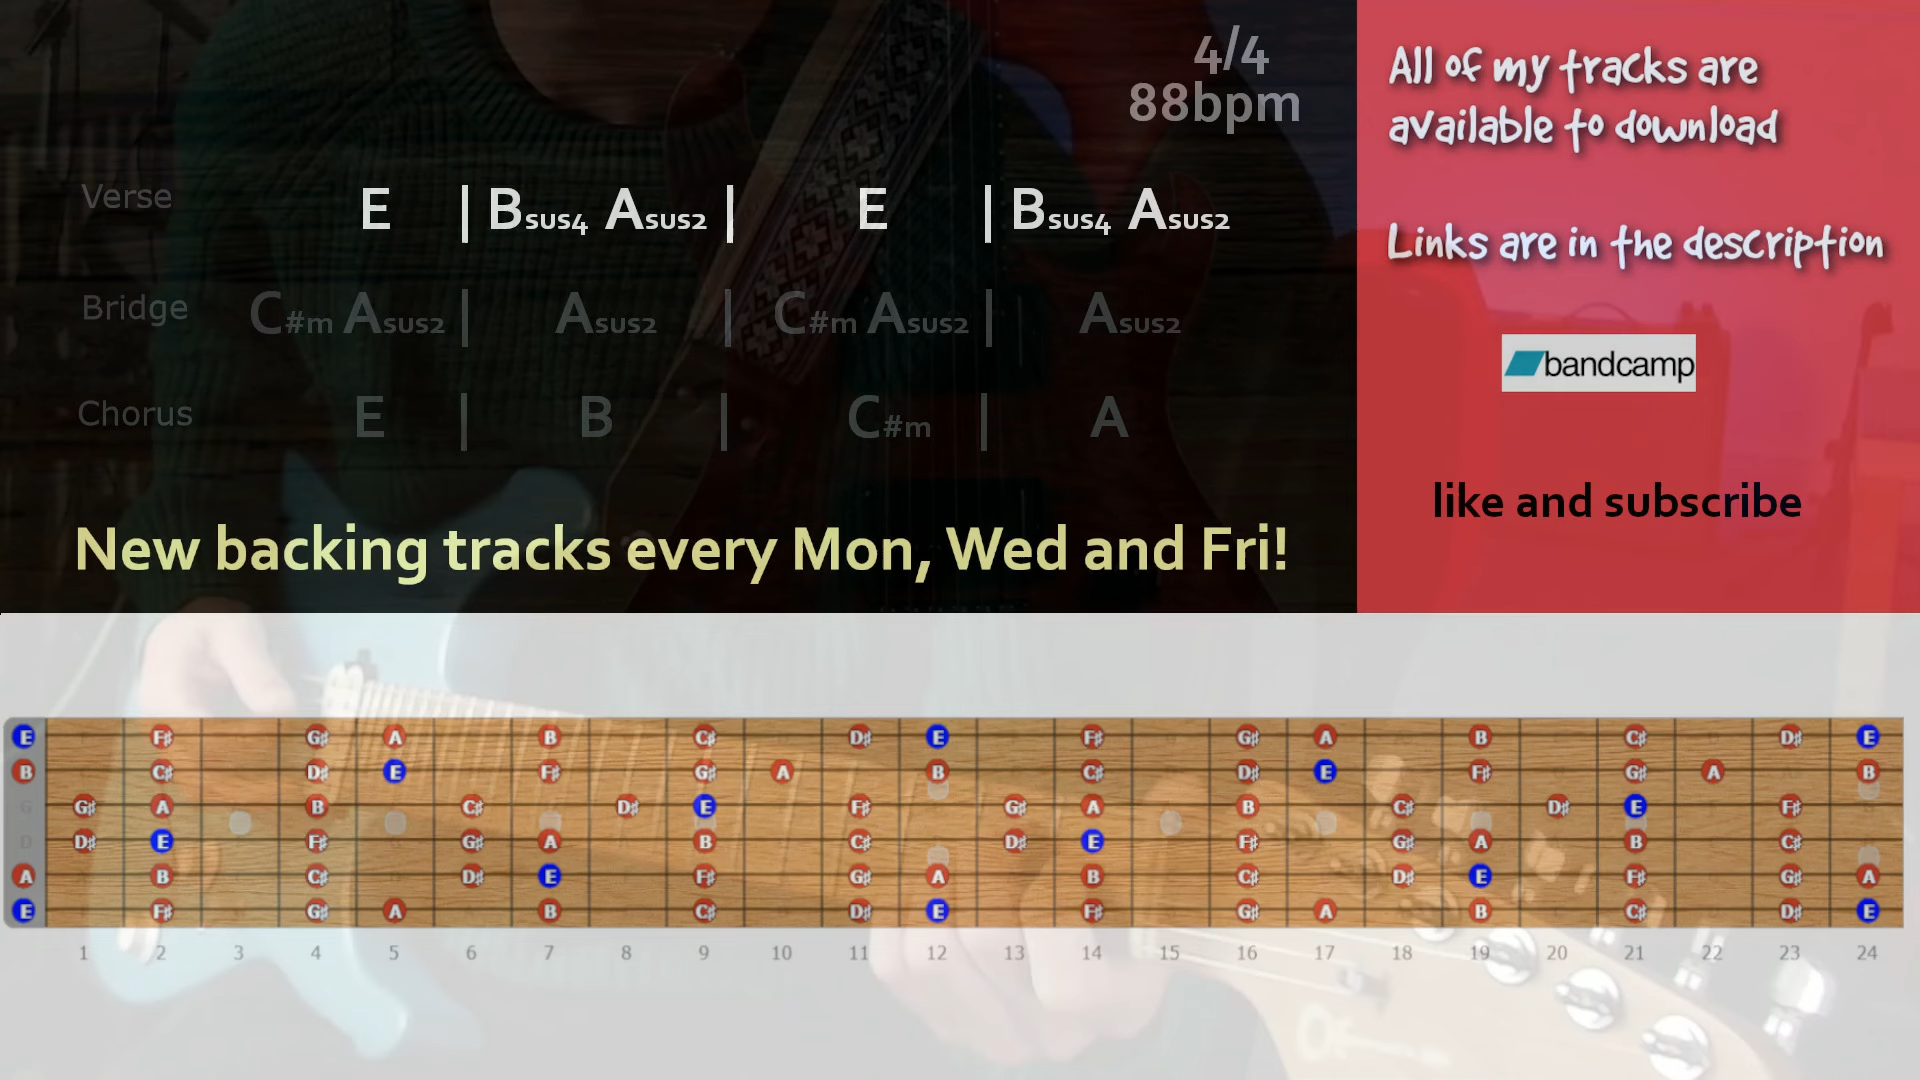 4/4
88bpm
Verse E | Bsus4 Asus2 | E | Bsus4 Asus2
Bridge C#m Asus2 | Asus2 | C#m Asus2 | Asus2
Chorus E | B | C#m | A
New backing tracks every Mon, Wed and Fri!
All of my tracks are
available to download
Links are in the description
bandcamp
like and subscribe
E F# G# A B C# D# E F# G# A B C# D# E
B C# D# E F# G# A B C# D# E F# G# A B
G G# A B C# D# E F# G# A B C# D# E F#
D D# E F# G# A B C# D# E F# G# A B C#
A B C# D# E F# G# A B C# D# E F# G# A
E F# G# A B C# D# E F# G# A B C# D# E
1 2 3 4 5 6 7 8 9 10 11 12 13 14 15 16 17 18 19 20 21 22 23 24